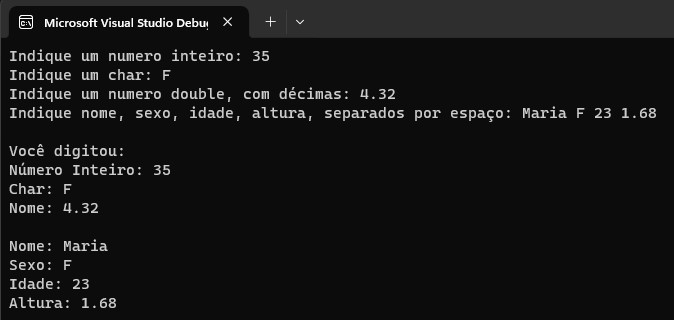 Microsoft Visual Studio Debu
Indique um numero inteiro: 35
Indique um char: F
Indique um numero double, com décimas: 4.32
Indique nome, sexo, idade, altura, separados por espaço: Maria F 23 1.68
Você digitou:
Número Inteiro: 35
Char: F
Nome: 4.32
Nome: Maria
Sexo: F
Idade: 23
Altura: 1.68